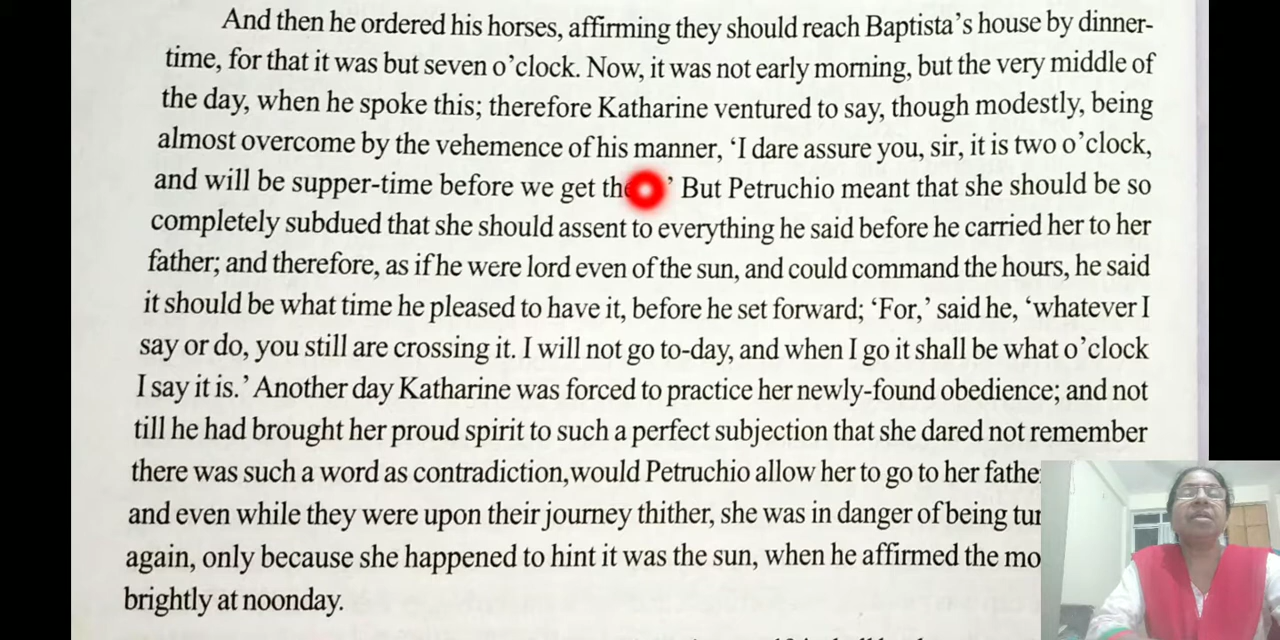 And then he ordered his horses, affirming they should reach Baptista's house by dinner-
time, for that it was but seven o'clock. Now, it was not early morning, but the very middle of
the day, when he spoke this; therefore Katharine ventured to say, though modestly, being
almost overcome by the vehemence of his manner, 'I dare assure you, sir, it is two o'clock,
and will be supper-time before we get ' But Petruchio meant that she should be so
completely subdued that she should assent to everything he said before he carried her to her
father; and therefore, as if he were lord even of the sun, and could command the hours, he said
it should be what time he pleased to have it, before he set forward; 'For,' said he, 'whatever I
say or do, you still are crossing it. I will not go to-day, and when I go it shall be what o'clock
I say it is.' Another day Katharine was forced to practice her newly-found obedience; and not
till he had brought her proud spirit to such a perfect subjection that she dared not remember
there was such a word as contradiction,would Petruchio allow her to go to her
and even while they were upon their journey thither, she was in danger of being
again, only because she happened to hint it was the sun, when he affirmed the
brightly at noonday.